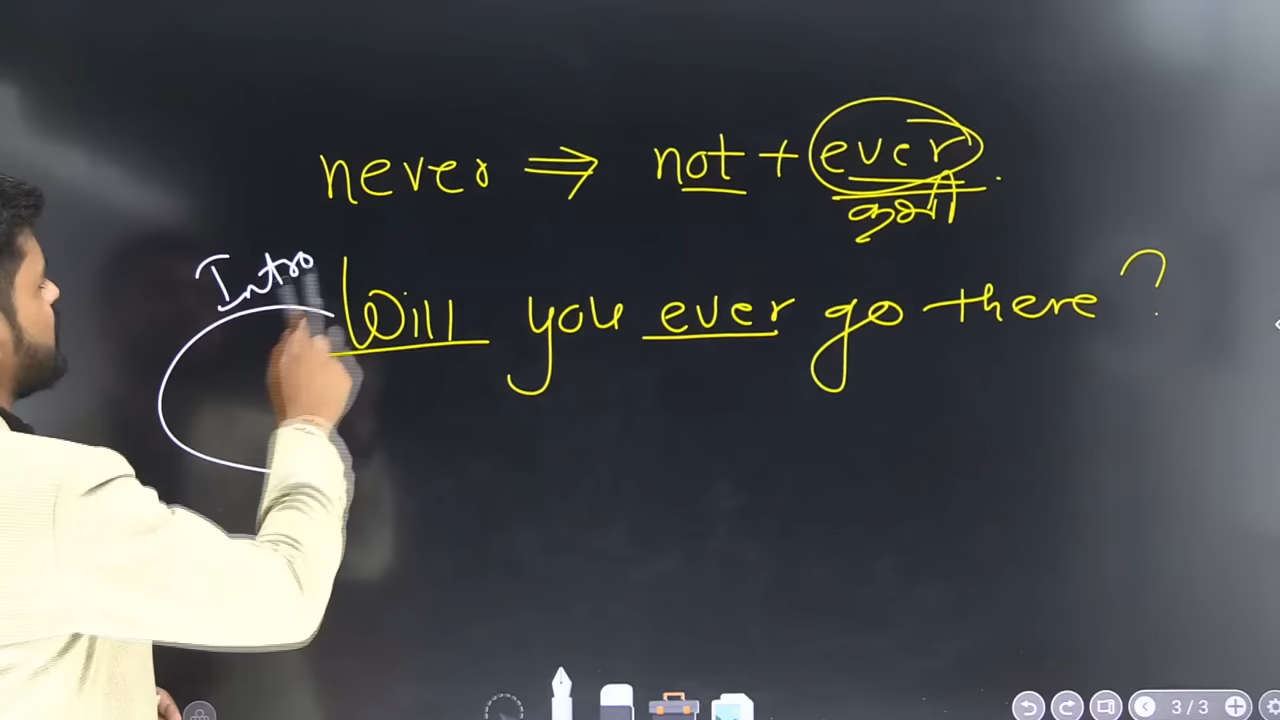 never ⇒ not + ever.
कभी
Intro
Will you ever go there?
3/3